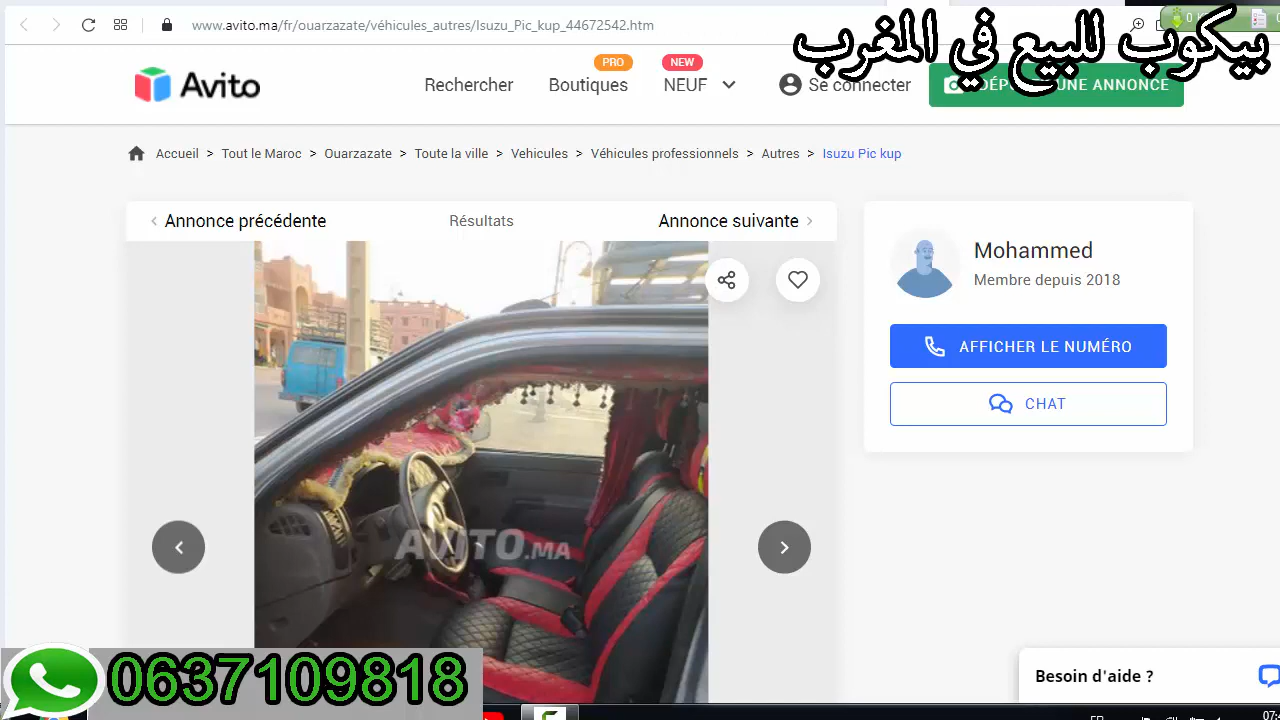 www.avito.ma/fr/ouarzazate/véhicules_autres/Isuzu_Pic_kup_44672542.htm
بيكوب للبيع في المغرب
Avito
Rechercher
PRO
Boutiques
NEW
NEUF
Se connecter
UNE ANNONCE
Accueil > Tout le Maroc > Ouarzazate > Toute la ville > Vehicules > Véhicules professionnels > Autres > Isuzu Pic kup
Annonce précédente
Résultats
Annonce suivante
Mohammed
Membre depuis 2018
AFFICHER LE NUMÉRO
CHAT
AVITO.MA
0637109818
Besoin d'aide ?